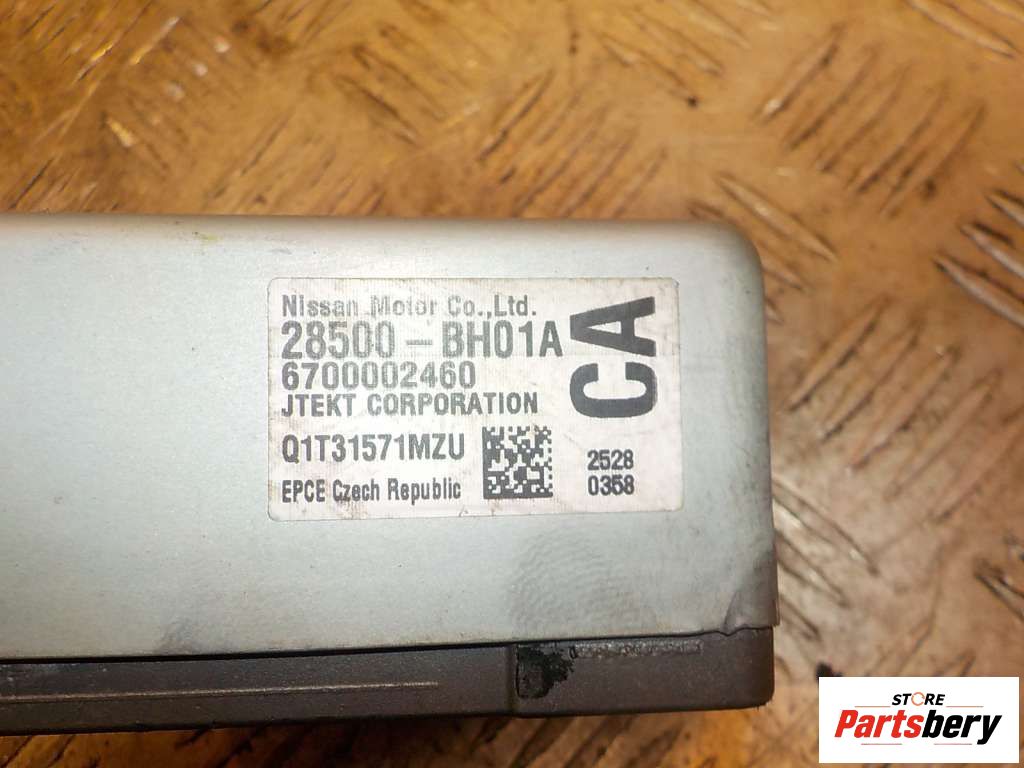 Nissan Motor Co.,Ltd.
28500-BH01A
6700002460
JTEKT CORPORATION
CA
Q1T31571MZU
2528
0358
EPCE Czech Republic
STORE
Partsbery